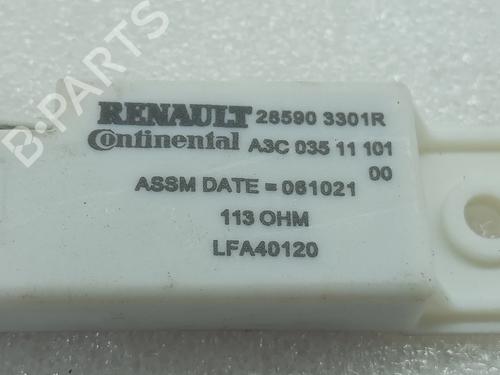 B-PARTS
RENAULT 28590 3301R
Continental A3C 035 11 101
00
ASSM DATE = 061021
113 OHM
LFA40120